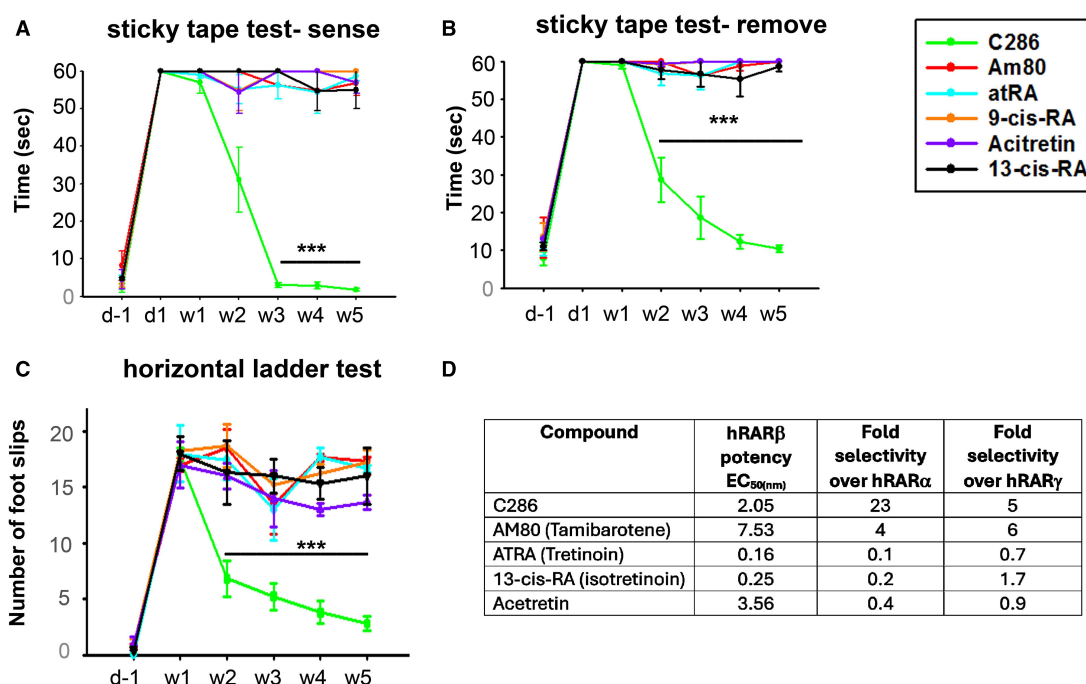 A
sticky tape test- sense
Time (sec)
60
50
40
30
20
10
0
***
d-1 d1 w1 w2 w3 w4 w5
B
sticky tape test- remove
Time (sec)
60
50
40
30
20
10
0
***
d-1 d1 w1 w2 w3 w4 w5
C286
Am80
atRA
9-cis-RA
Acitretin
13-cis-RA
C
horizontal ladder test
Number of foot slips
20
15
10
5
0
***
d-1 w1 w2 w3 w4 w5
D
Compound hRARβ potency EC50(nm) Fold selectivity over hRARα Fold selectivity over hRARγ
C286 2.05 23 5
AM80 (Tamibarotene) 7.53 4 6
ATRA (Tretinoin) 0.16 0.1 0.7
13-cis-RA (isotretinoin) 0.25 0.2 1.7
Acetretin 3.56 0.4 0.9